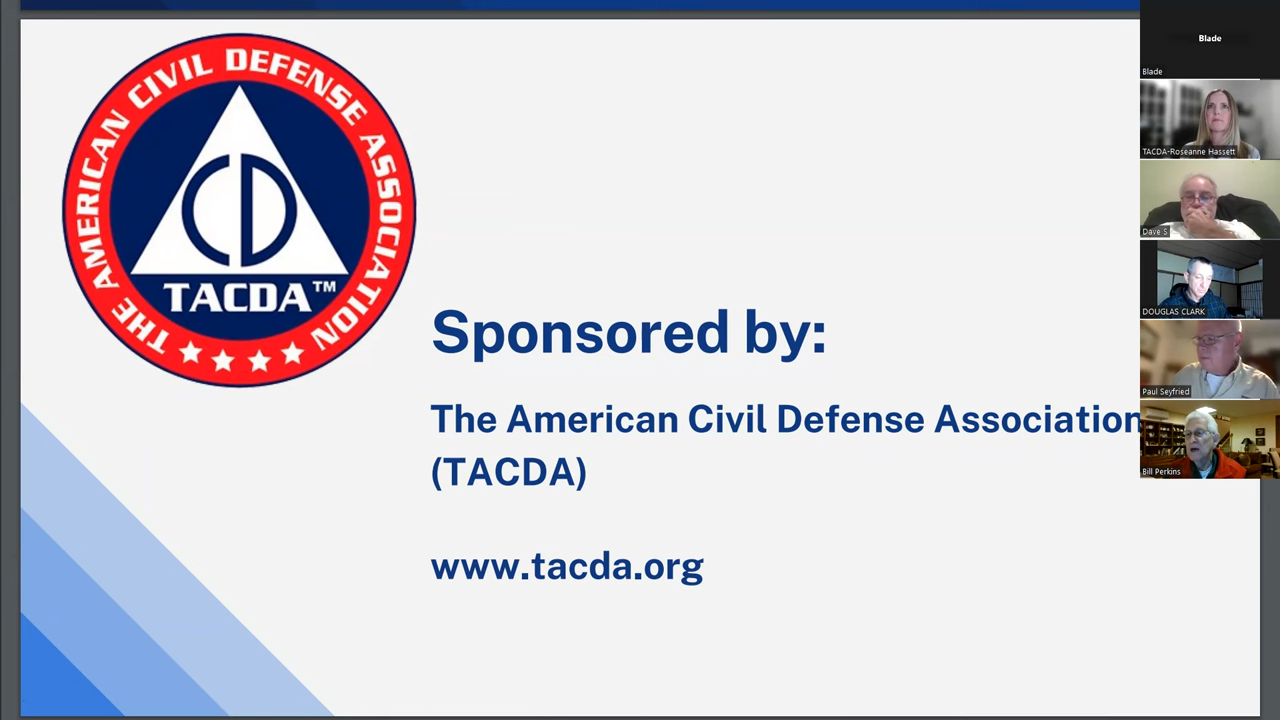 THE AMERICAN CIVIL DEFENSE ASSOCIATION
CD
TACDA™
Sponsored by:
The American Civil Defense Association
(TACDA)
www.tacda.org
Blade
Blade
TACDA-Roseanne Hassett
Dave S
DOUGLAS CLARK
Paul Seyfried
Bill Perkins